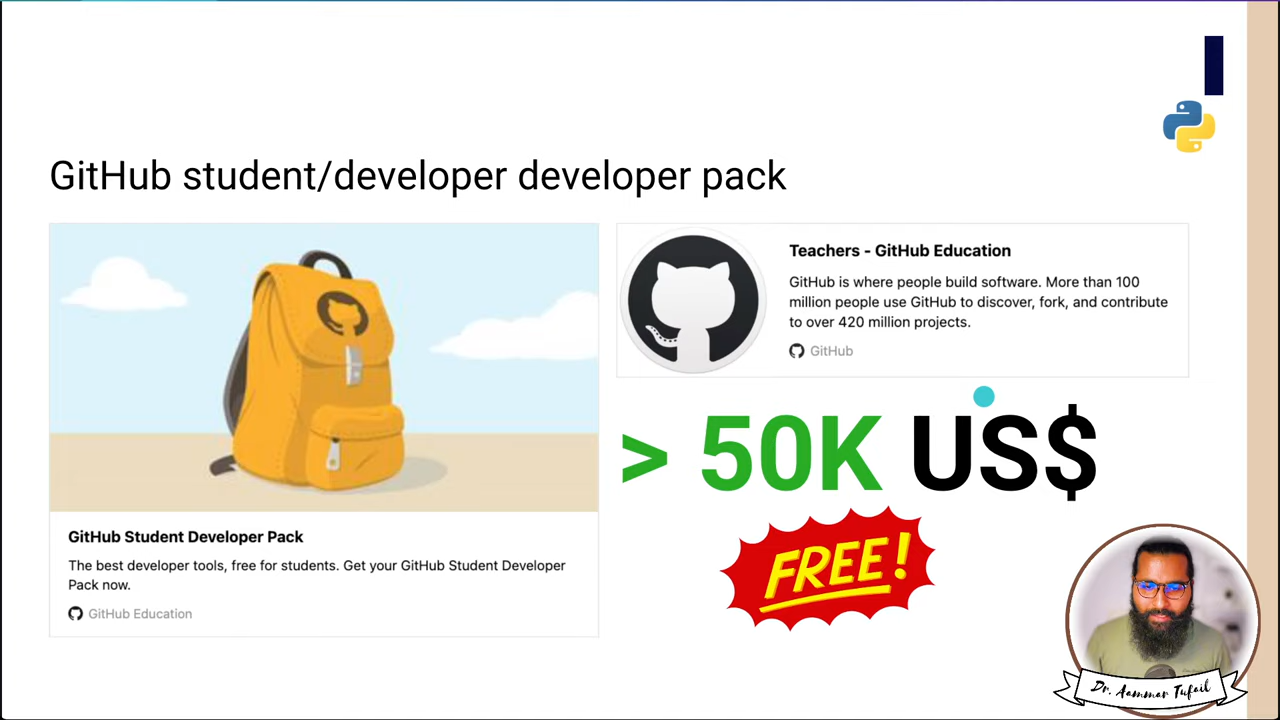 GitHub student/developer developer pack
GitHub Student Developer Pack
The best developer tools, free for students. Get your GitHub Student Developer
Pack now.
GitHub Education
Teachers - GitHub Education
GitHub is where people build software. More than 100
million people use GitHub to discover, fork, and contribute
to over 420 million projects.
GitHub
> 50K US$
FREE!
Dr. Aammar Tufail